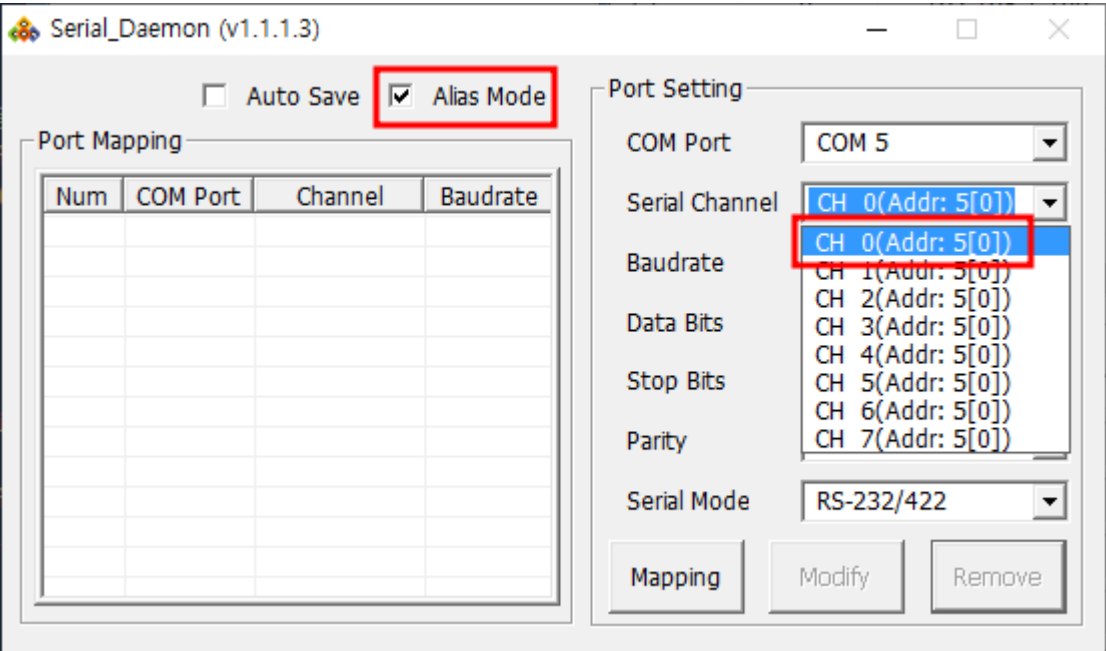 Serial_Daemon (v1.1.1.3)
Auto Save
Alias Mode
Port Mapping
Num COM Port Channel Baudrate
Port Setting
COM Port COM 5
Serial Channel CH 0(Addr: 5[0])
CH 0(Addr: 5[0])
CH 1(Addr: 5[0])
CH 2(Addr: 5[0])
CH 3(Addr: 5[0])
CH 4(Addr: 5[0])
CH 5(Addr: 5[0])
CH 6(Addr: 5[0])
CH 7(Addr: 5[0])
Baudrate
Data Bits
Stop Bits
Parity
Serial Mode RS-232/422
Mapping Modify Remove